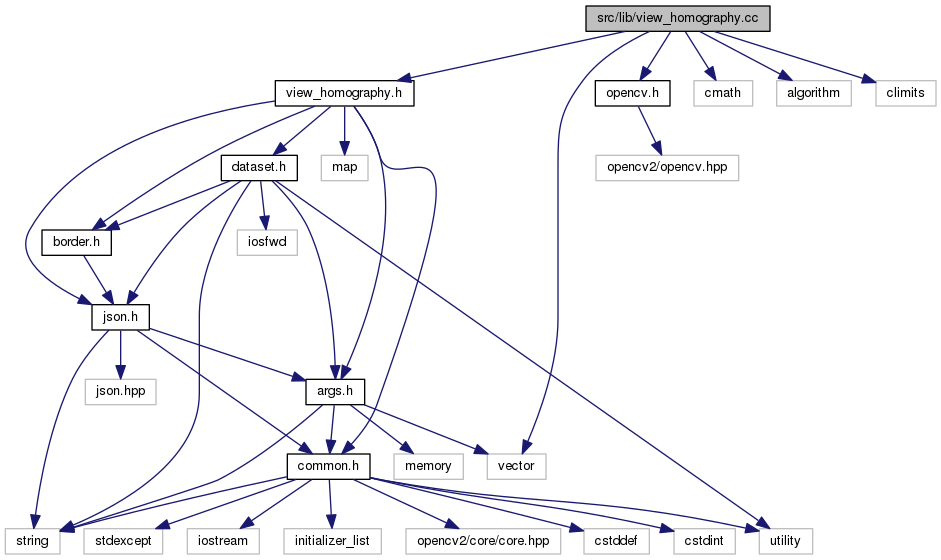 src/lib/view_homography.cc
view_homography.h
opencv.h
cmath
algorithm
climits
dataset.h
map
opencv2/opencv.hpp
border.h
iosfwd
json.h
json.hpp
args.h
common.h
memory
vector
string
stdexcept
iostream
initializer_list
opencv2/core/core.hpp
cstddef
cstdint
utility